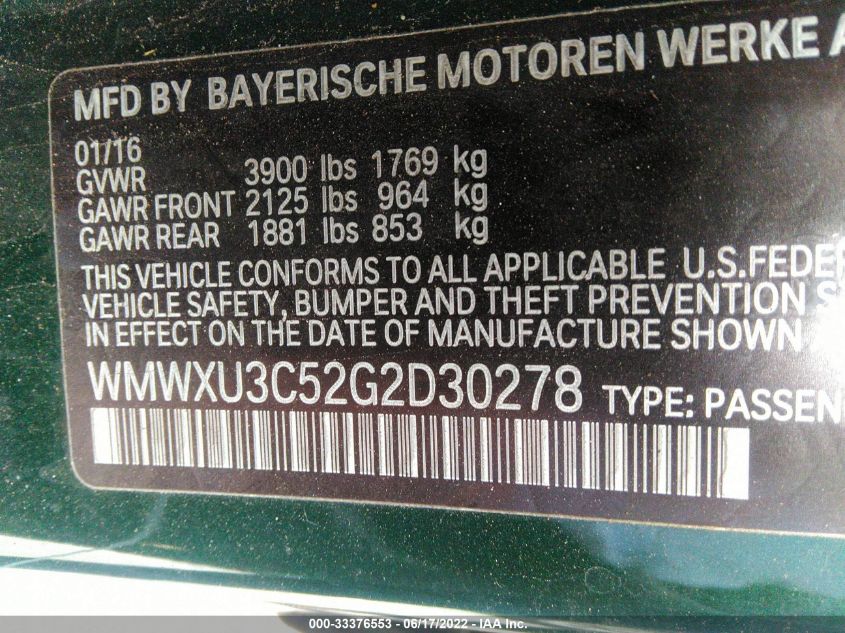 MFD BY BAYERISCHE MOTOREN WERKE A
01/16
GVWR 3900 lbs 1769 kg
GAWR FRONT 2125 lbs 964 kg
GAWR REAR 1881 lbs 853 kg
THIS VEHICLE CONFORMS TO ALL APPLICABLE U.S.FEDER
VEHICLE SAFETY, BUMPER AND THEFT PREVENTION S
IN EFFECT ON THE DATE OF MANUFACTURE SHOWN
WMWXU3C52G2D30278 TYPE: PASSEN
000-33376553 - 06/17/2022 - IAA Inc.